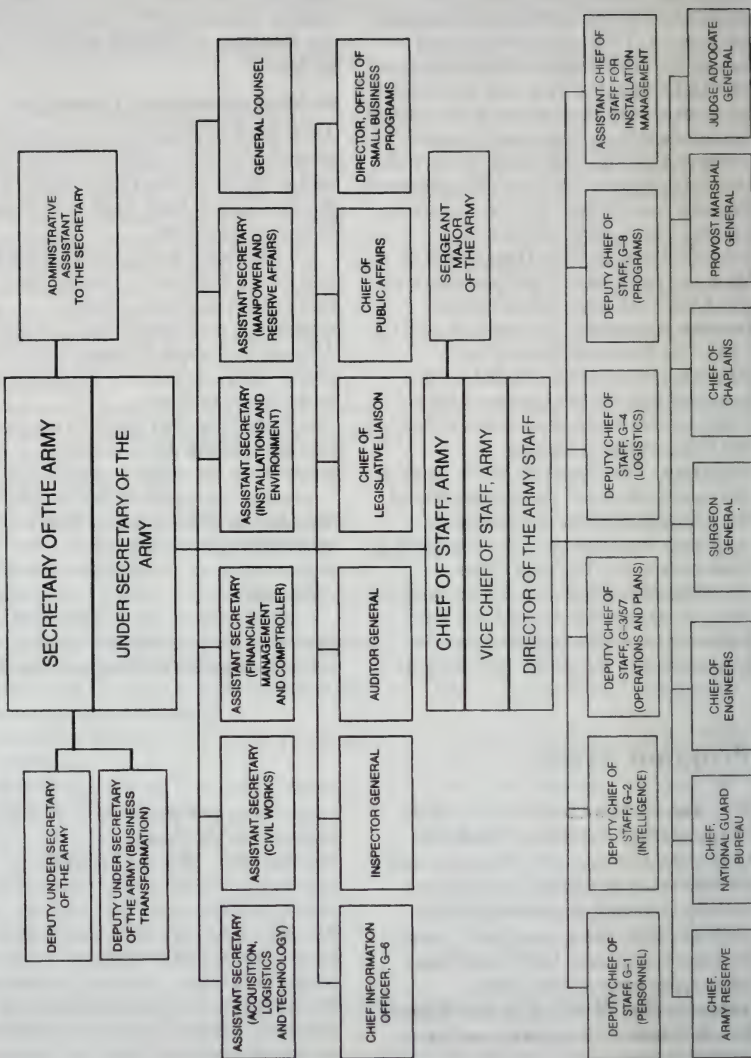 DEPUTY UNDER SECRETARY
OF THE ARMY
DEPUTY UNDER SECRETARY
OF THE ARMY (BUSINESS
TRANSFORMATION)
SECRETARY OF THE ARMY
UNDER SECRETARY OF THE
ARMY
ADMINISTRATIVE
ASSISTANT
TO THE SECRETARY
ASSISTANT SECRETARY
(ACQUISITION,
LOGISTICS
AND TECHNOLOGY)
ASSISTANT SECRETARY
(CIVIL WORKS)
ASSISTANT SECRETARY
(FINANCIAL
MANAGEMENT
AND COMPTROLLER)
ASSISTANT SECRETARY
(INSTALLATIONS AND
ENVIRONMENT)
ASSISTANT SECRETARY
(MANPOWER AND
RESERVE AFFAIRS)
GENERAL COUNSEL
CHIEF INFORMATION
OFFICER, G-6
INSPECTOR GENERAL
AUDITOR GENERAL
CHIEF OF
LEGISLATIVE LIAISON
CHIEF OF
PUBLIC AFFAIRS
DIRECTOR, OFFICE OF
SMALL BUSINESS
PROGRAMS
CHIEF OF STAFF, ARMY
VICE CHIEF OF STAFF, ARMY
DIRECTOR OF THE ARMY STAFF
SERGEANT
MAJOR
OF THE ARMY
DEPUTY CHIEF OF
STAFF, G-1
(PERSONNEL)
DEPUTY CHIEF OF
STAFF, G-2
(INTELLIGENCE)
DEPUTY CHIEF OF
STAFF, G-3/5/7
(OPERATIONS AND PLANS)
DEPUTY CHIEF OF
STAFF, G-4
(LOGISTICS)
DEPUTY CHIEF OF
STAFF, G-8
(PROGRAMS)
ASSISTANT CHIEF OF
STAFF FOR
INSTALLATION
MANAGEMENT
CHIEF,
ARMY RESERVE
CHIEF,
NATIONAL GUARD
BUREAU
CHIEF OF
ENGINEERS
SURGEON
GENERAL
CHIEF OF
CHAPLAINS
PROVOST MARSHAL
GENERAL
JUDGE ADVOCATE
GENERAL